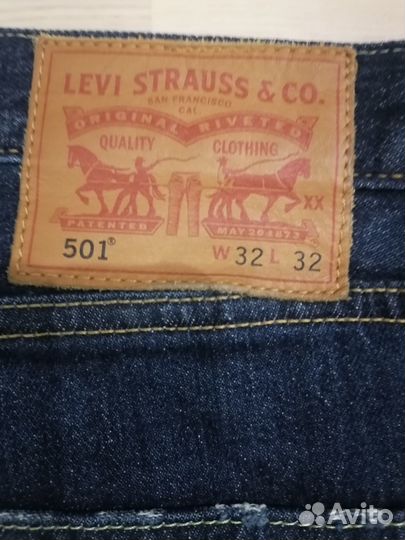 LEVI STRAUSS & CO.
SAN FRANCISCO
CAL
ORIGINAL RIVETED
QUALITY CLOTHING
XX
PATENTED MAY 20 1873
501® W 32 L 32
Avito